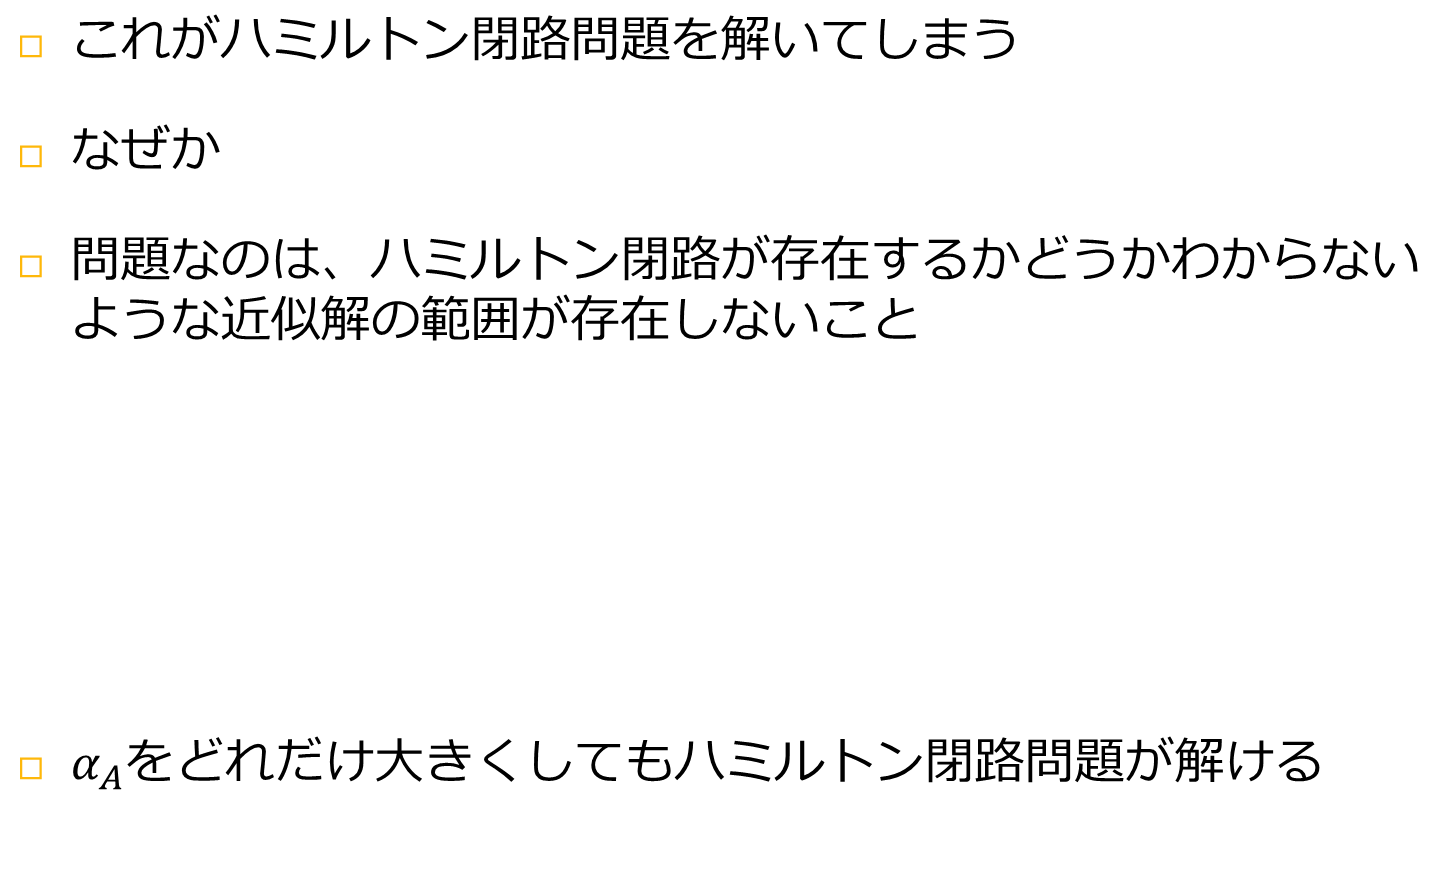 これがハミルトン閉路問題を解いてしまう
なぜか
問題なのは、ハミルトン閉路が存在するかどうかわからない
ような近似解の範囲が存在しないこと
α_Aをどれだけ大きくしてもハミルトン閉路問題が解ける